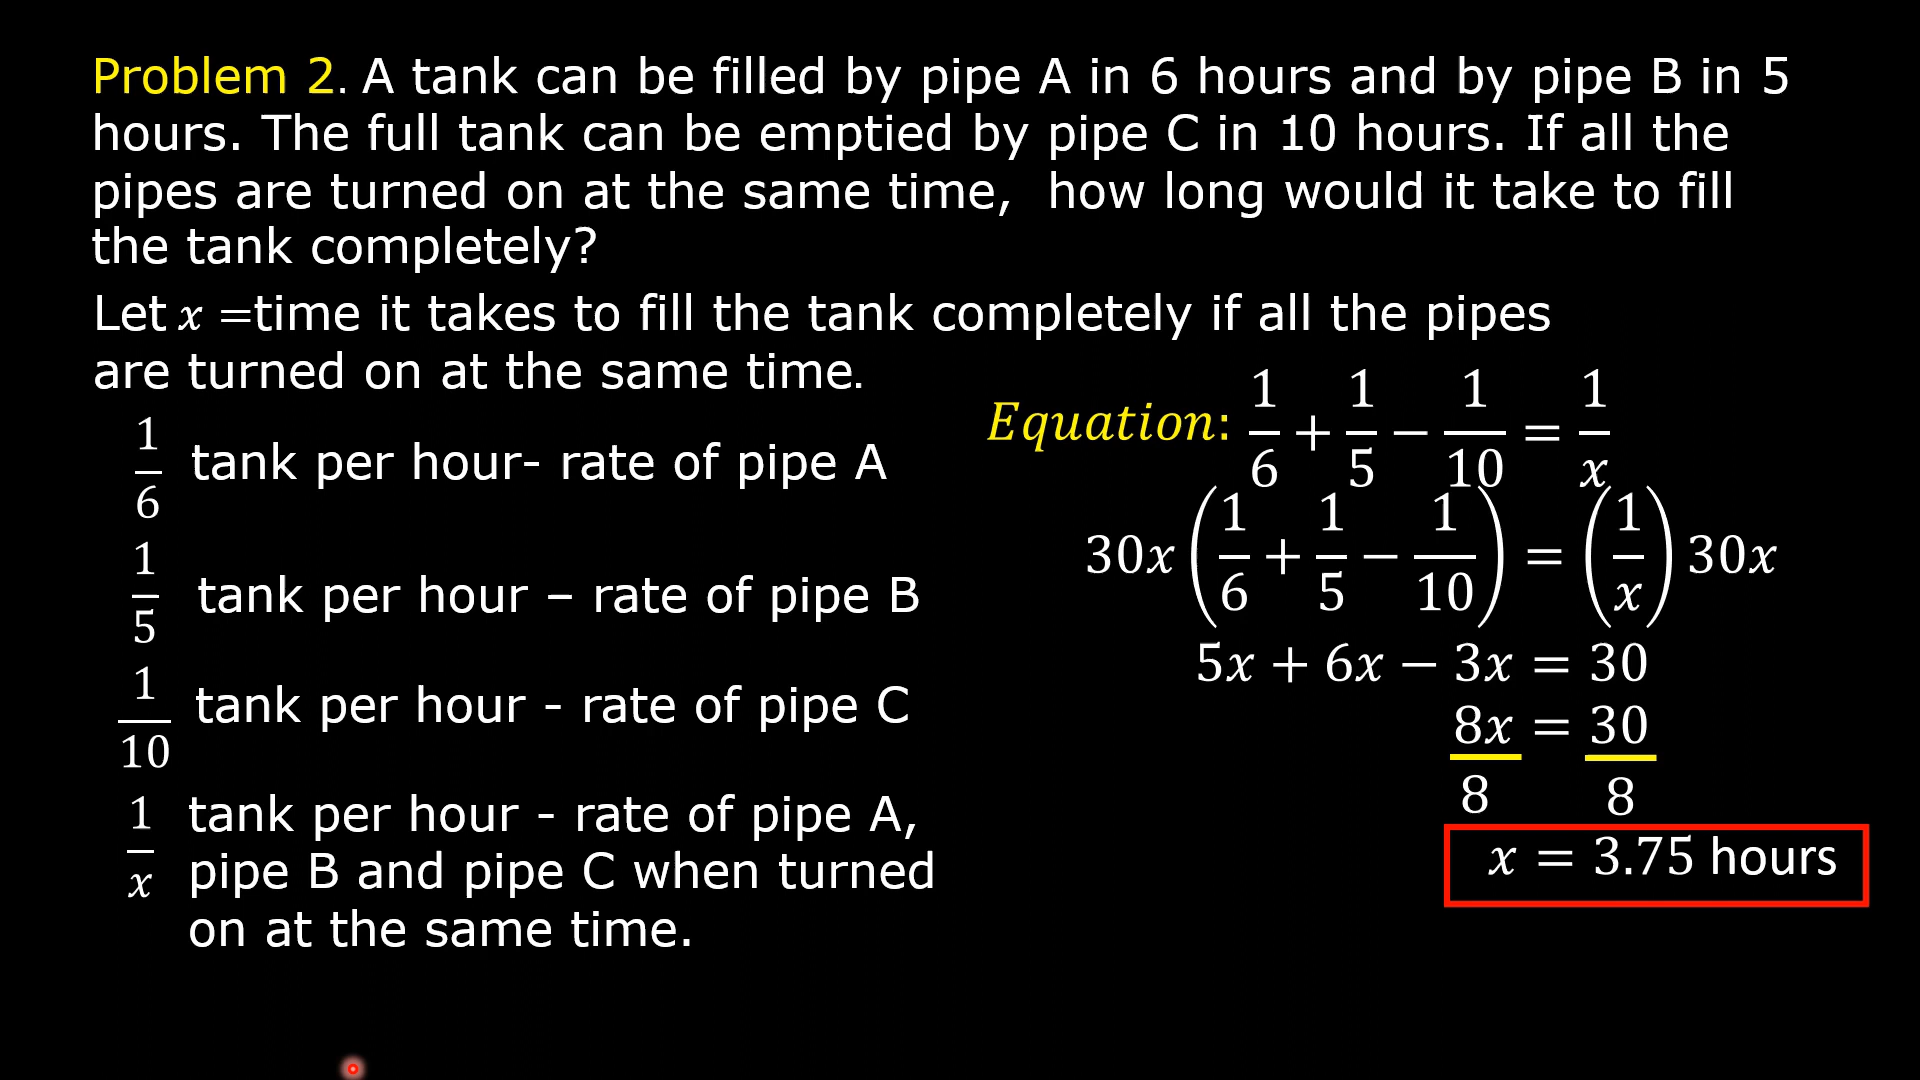 Problem 2. A tank can be filled by pipe A in 6 hours and by pipe B in 5
hours. The full tank can be emptied by pipe C in 10 hours. If all the
pipes are turned on at the same time, how long would it take to fill
the tank completely?
Let x =time it takes to fill the tank completely if all the pipes
are turned on at the same time.
1/6 tank per hour- rate of pipe A
1/5 tank per hour – rate of pipe B
1/10 tank per hour - rate of pipe C
1/x tank per hour - rate of pipe A,
pipe B and pipe C when turned
on at the same time.
Equation: 1/6 + 1/5 − 1/10 = 1/x
30x (1/6 + 1/5 − 1/10) = (1/x) 30x
5x + 6x − 3x = 30
8x = 30
8 8
x = 3.75 hours